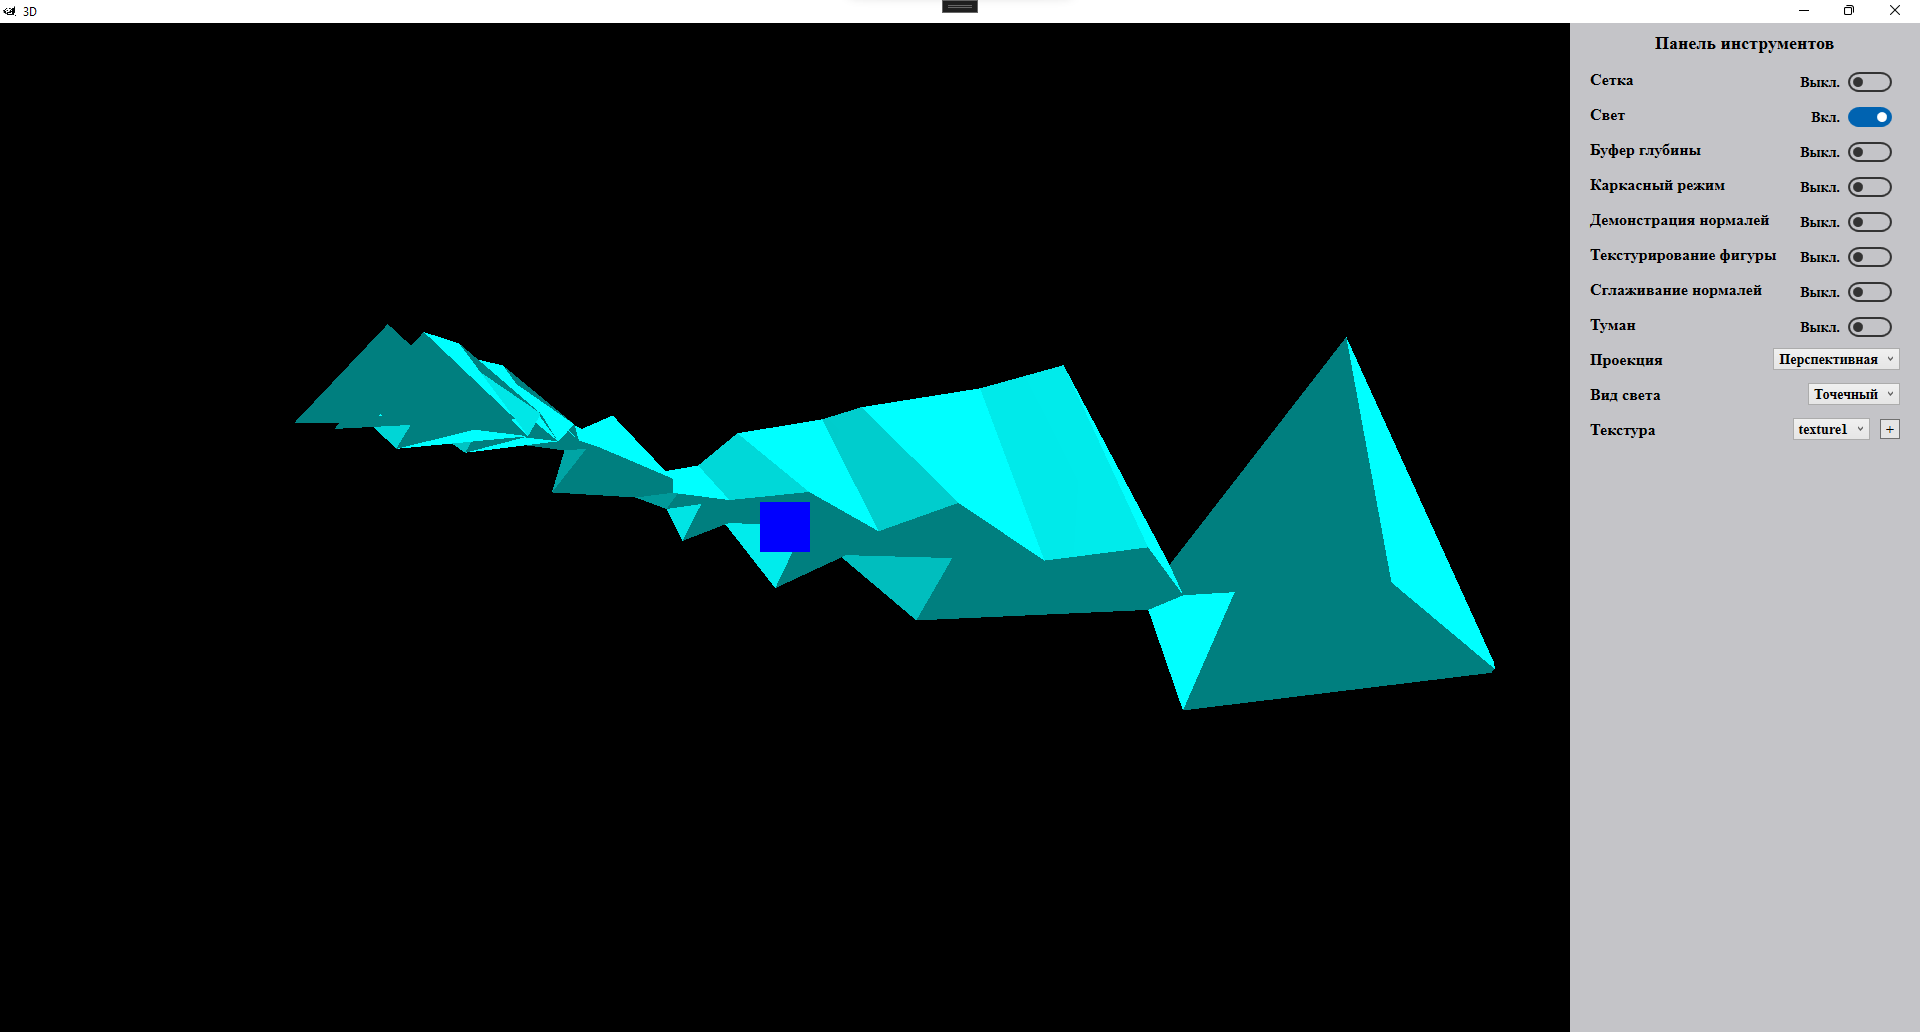 3D
Панель инструментов
Сетка Выкл.
Свет Вкл.
Буфер глубины Выкл.
Каркасный режим Выкл.
Демонстрация нормалей Выкл.
Текстурирование фигуры Выкл.
Сглаживание нормалей Выкл.
Туман Выкл.
Проекция Перспективная
Вид света Точечный
Текстура texture1 +